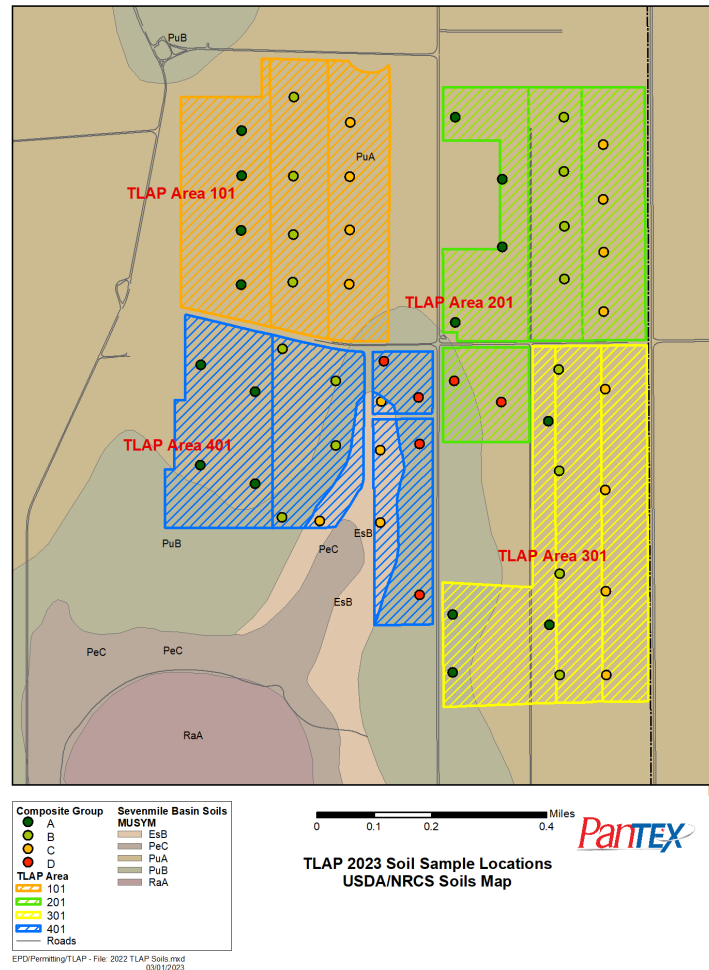 PuB
PuA
TLAP Area 101
TLAP Area 201
TLAP Area 401
PuB
EsB
PeC
TLAP Area 301
EsB
PeC
PeC
RaA
Composite Group
A
B
C
D
TLAP Area
101
201
301
401
Roads
Sevenmile Basin Soils
MUSYM
EsB
PeC
PuA
PuB
RaA
Miles
0 0.1 0.2 0.4
TLAP 2023 Soil Sample Locations
USDA/NRCS Soils Map
PanTEX
EPD/Permitting/TLAP - File: 2022 TLAP Soils.mxd
03/01/2023